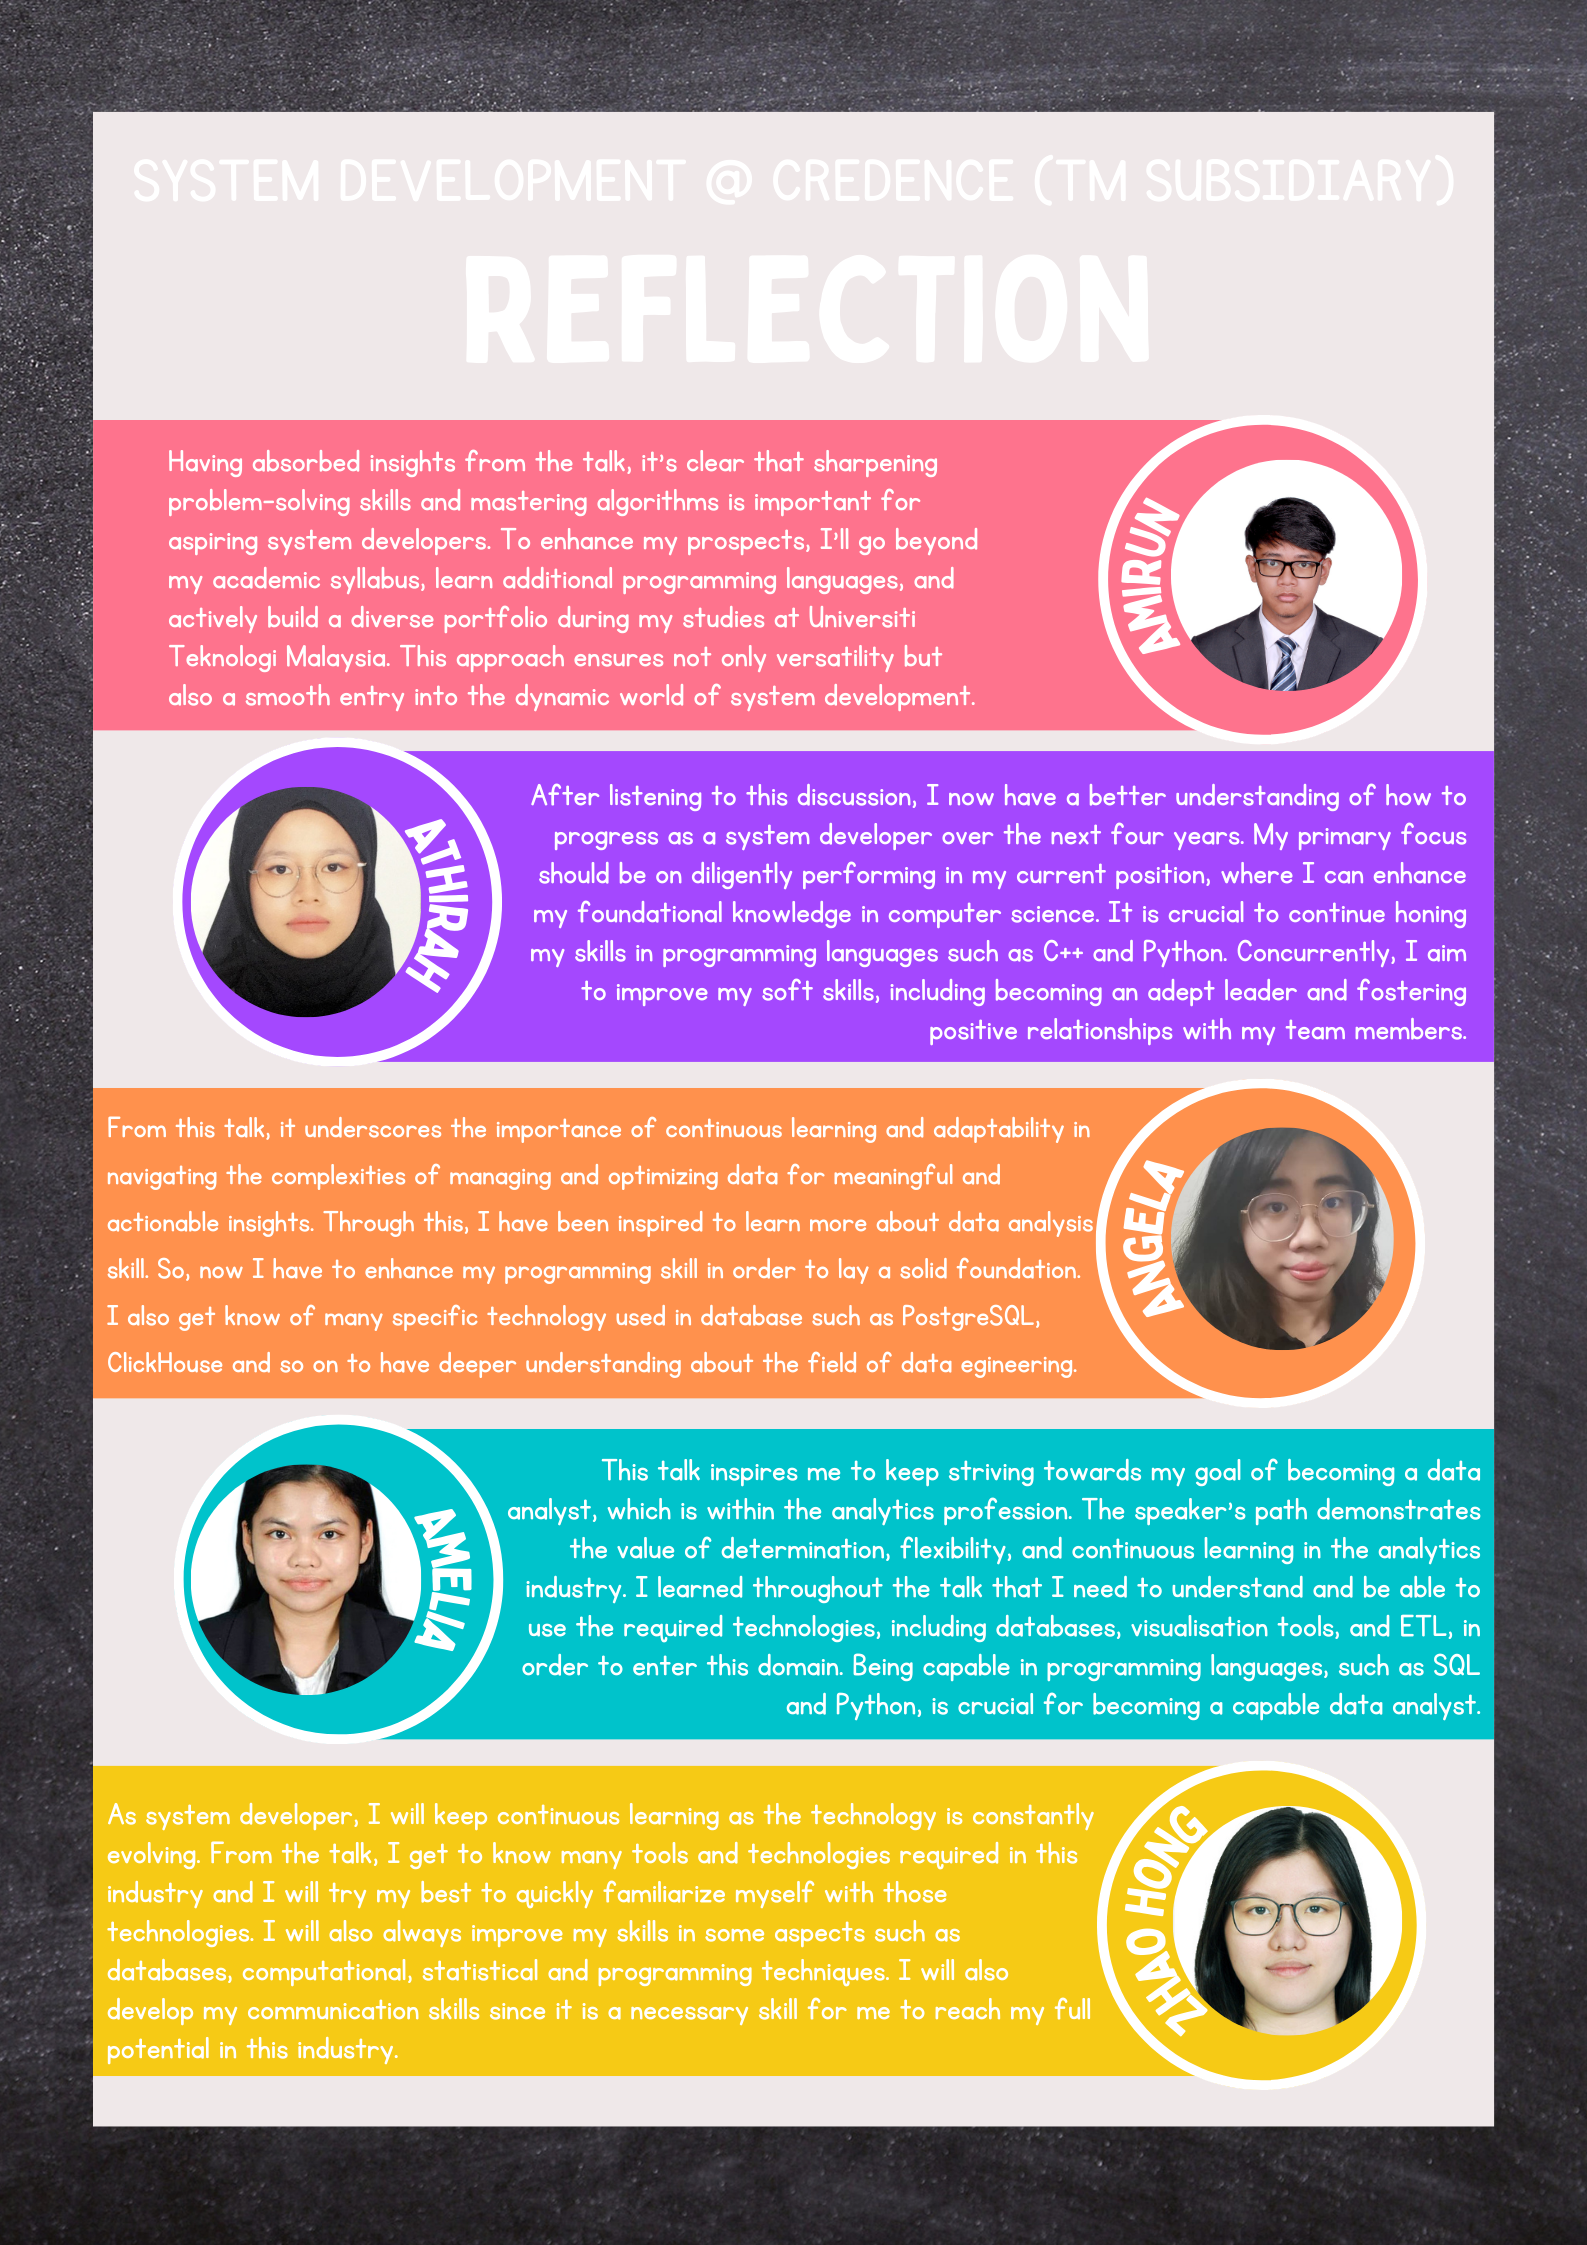 SYSTEM DEVELOPMENT @ CREDENCE (TM SUBSIDIARY)
REFLECTION
Having absorbed insights from the talk, it's clear that sharpening
problem-solving skills and mastering algorithms is important for
aspiring system developers. To enhance my prospects, I'll go beyond
my academic syllabus, learn additional programming languages, and
actively build a diverse portfolio during my studies at Universiti
Teknologi Malaysia. This approach ensures not only versatility but
also a smooth entry into the dynamic world of system development.
AMIRUN
ATHIRAH
After listening to this discussion, I now have a better understanding of how to
progress as a system developer over the next four years. My primary focus
should be on diligently performing in my current position, where I can enhance
my foundational knowledge in computer science. It is crucial to continue honing
my skills in programming languages such as C++ and Python. Concurrently, I aim
to improve my soft skills, including becoming an adept leader and fostering
positive relationships with my team members.
From this talk, it underscores the importance of continuous learning and adaptability in
navigating the complexities of managing and optimizing data for meaningful and
actionable insights. Through this, I have been inspired to learn more about data analysis
skill. So, now I have to enhance my programming skill in order to lay a solid foundation.
I also get know of many specific technology used in database such as PostgreSQL,
ClickHouse and so on to have deeper understanding about the field of data egineering.
ANGELA
AMELIA
This talk inspires me to keep striving towards my goal of becoming a data
analyst, which is within the analytics profession. The speaker's path demonstrates
the value of determination, flexibility, and continuous learning in the analytics
industry. I learned throughout the talk that I need to understand and be able to
use the required technologies, including databases, visualisation tools, and ETL, in
order to enter this domain. Being capable in programming languages, such as SQL
and Python, is crucial for becoming a capable data analyst.
As system developer, I will keep continuous learning as the technology is constantly
evolving. From the talk, I get to know many tools and technologies required in this
industry and I will try my best to quickly familiarize myself with those
technologies. I will also always improve my skills in some aspects such as
databases, computational, statistical and programming techniques. I will also
develop my communication skills since it is a necessary skill for me to reach my full
potential in this industry.
ZHAO HONG